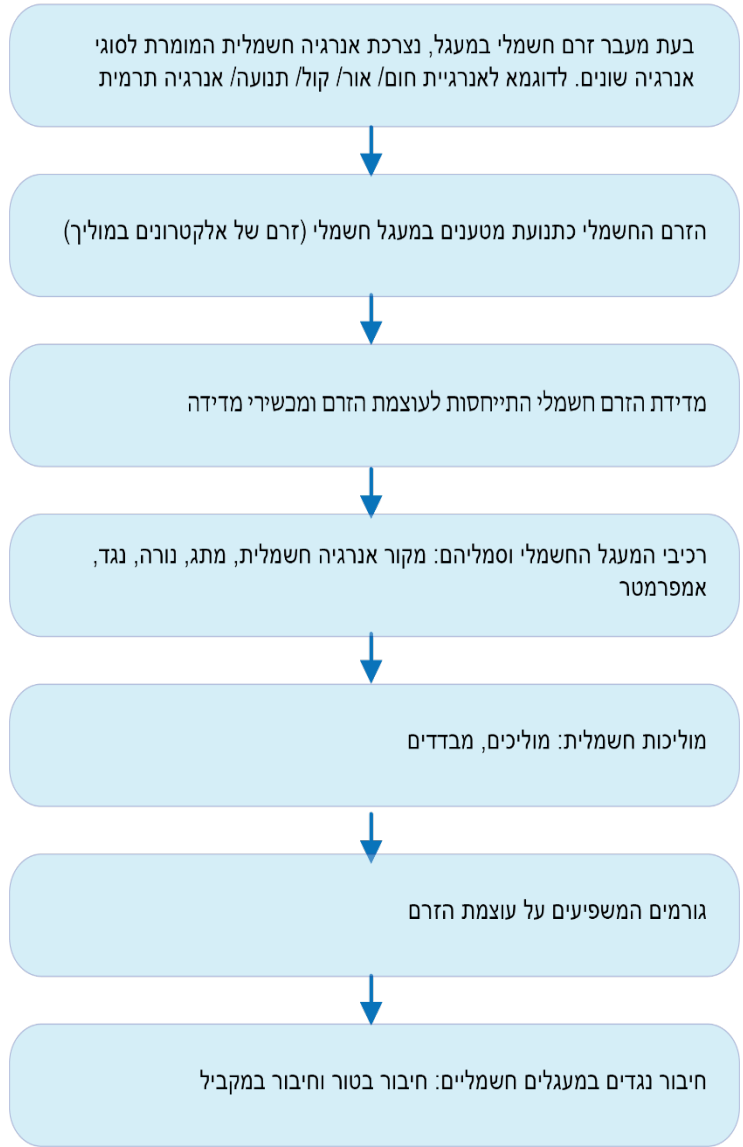 בעת מעבר זרם חשמלי במעגל, נצרכת אנרגיה חשמלית המומרת לסוגי
אנרגיה שונים. לדוגמא לאנרגיית חום/ אור/ קול/ תנועה/ אנרגיה תרמית
הזרם החשמלי כתנועת מטענים במעגל חשמלי (זרם של אלקטרונים במוליך)
מדידת הזרם חשמלי התייחסות לעוצמת הזרם ומכשירי מדידה
רכיבי המעגל החשמלי וסמליהם: מקור אנרגיה חשמלית, מתג, נורה, נגד,
אמפרמטר
מוליכות חשמלית: מוליכים, מבדדים
גורמים המשפיעים על עוצמת הזרם
חיבור נגדים במעגלים חשמליים: חיבור בטור וחיבור במקביל